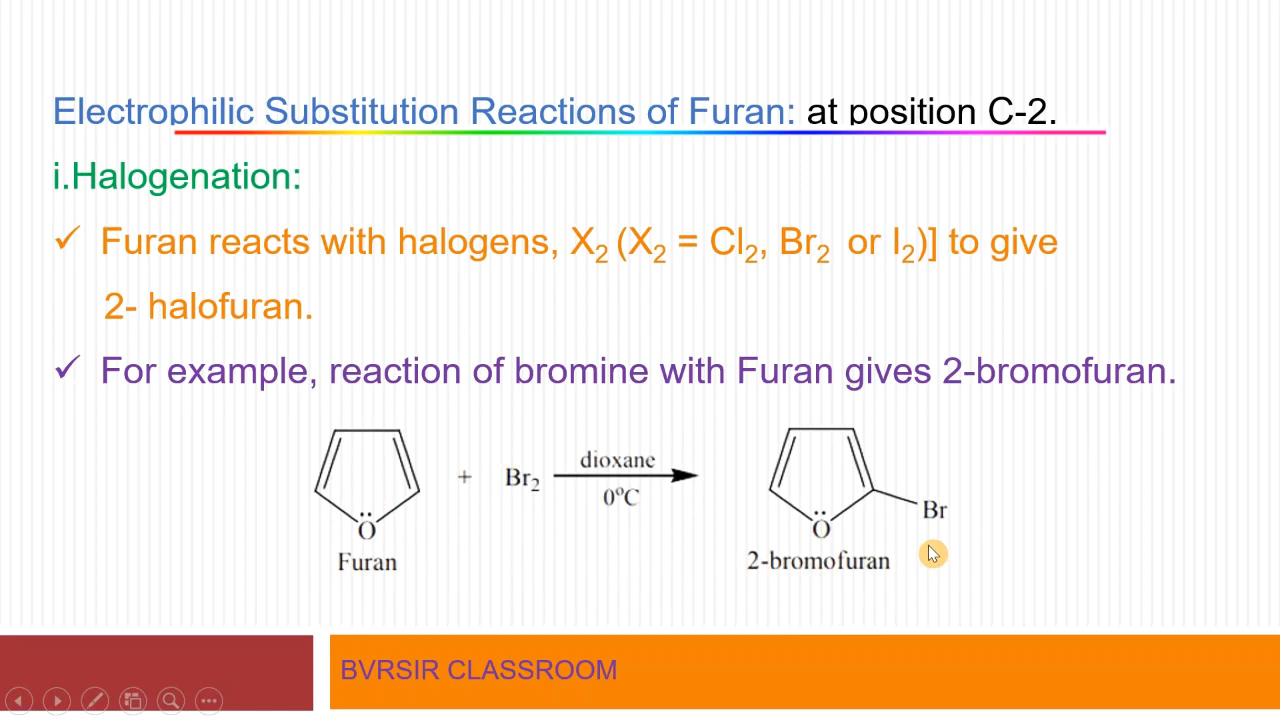 Electrophilic Substitution Reactions of Furan: at position C-2.
i.Halogenation:
✓ Furan reacts with halogens, X₂ (X₂ = Cl₂, Br₂ or I₂)] to give
2- halofuran.
✓ For example, reaction of bromine with Furan gives 2-bromofuran.
dioxane
+ Br₂
0°C
Ö
Br
Ö
Furan
2-bromofuran
BVRSIR CLASSROOM